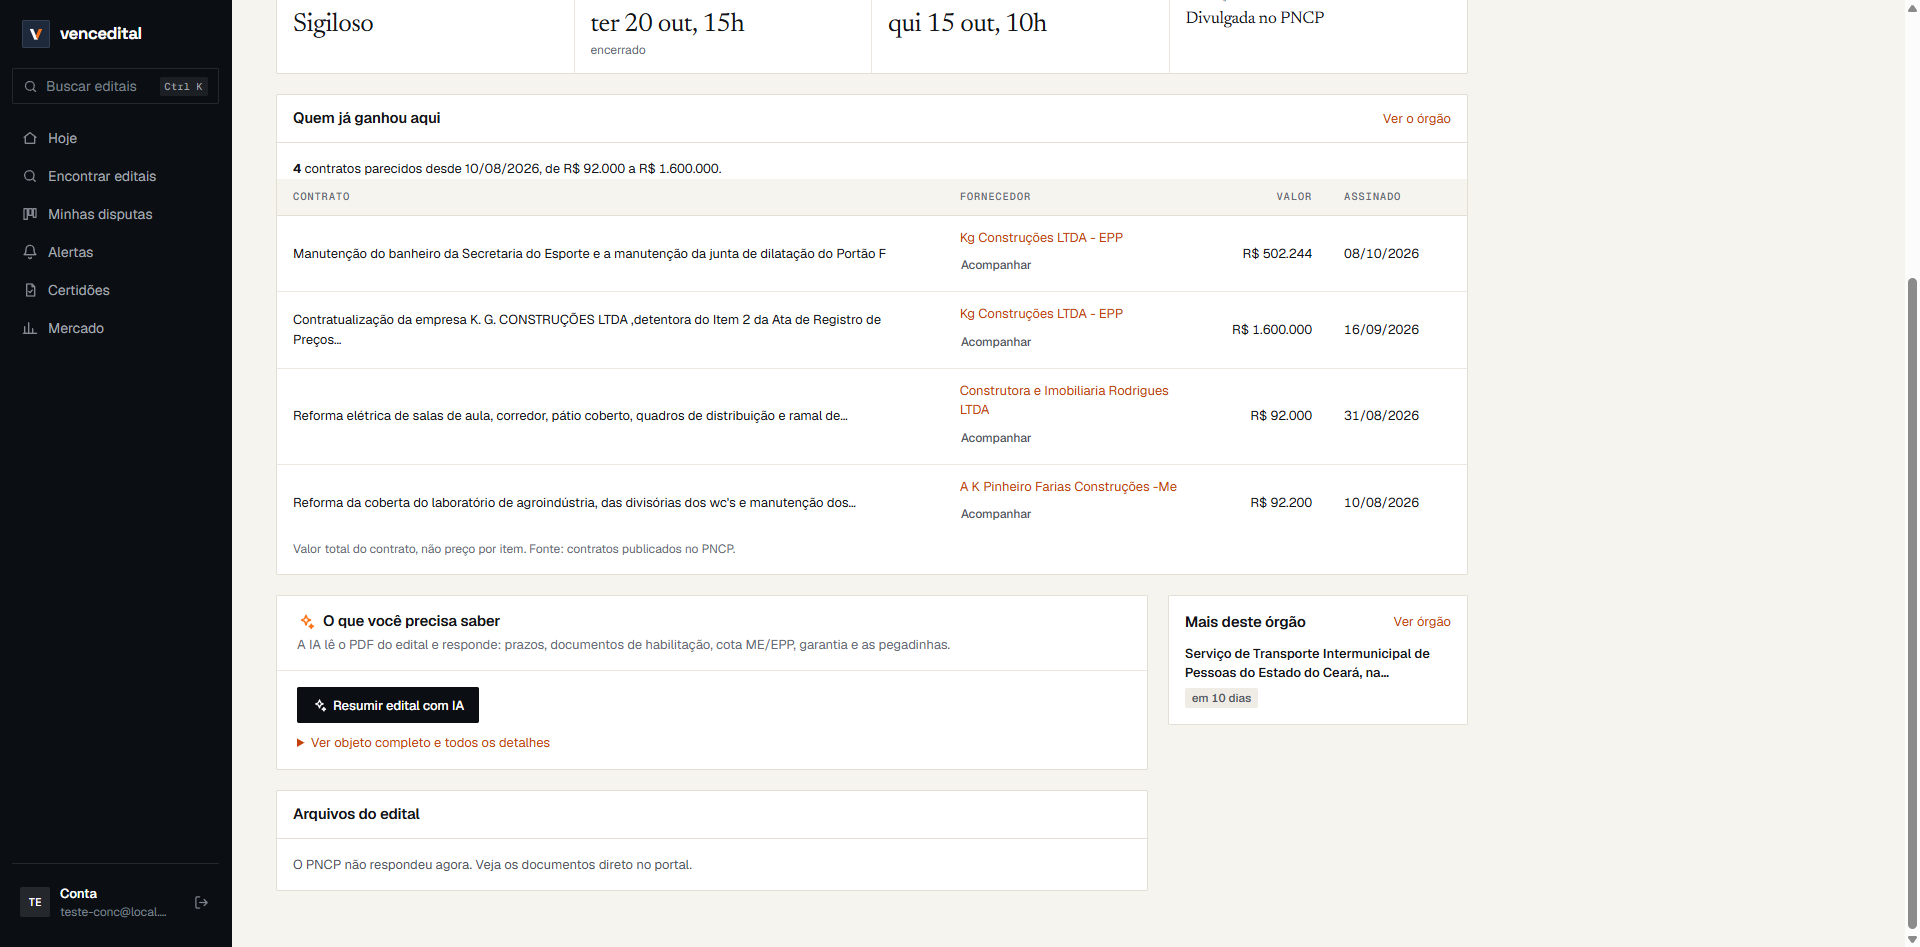 vencedital
Buscar editais Ctrl K
Hoje
Encontrar editais
Minhas disputas
Alertas
Certidões
Mercado
TE
Conta
teste-conc@local....
Sigiloso
ter 20 out, 15h
encerrado
qui 15 out, 10h
Divulgada no PNCP
Quem já ganhou aqui
Ver o órgão
4 contratos parecidos desde 10/08/2026, de R$ 92.000 a R$ 1.600.000.
CONTRATO FORNECEDOR VALOR ASSINADO
Manutenção do banheiro da Secretaria do Esporte e a manutenção da junta de dilatação do Portão F
Kg Construções LTDA - EPP
Acompanhar
R$ 502.244
08/10/2026
Contratualização da empresa K. G. CONSTRUÇÕES LTDA ,detentora do Item 2 da Ata de Registro de
Preços...
Kg Construções LTDA - EPP
Acompanhar
R$ 1.600.000
16/09/2026
Reforma elétrica de salas de aula, corredor, pátio coberto, quadros de distribuição e ramal de...
Construtora e Imobiliaria Rodrigues
LTDA
Acompanhar
R$ 92.000
31/08/2026
Reforma da coberta do laboratório de agroindústria, das divisórias dos wc's e manutenção dos...
A K Pinheiro Farias Construções -Me
Acompanhar
R$ 92.200
10/08/2026
Valor total do contrato, não preço por item. Fonte: contratos publicados no PNCP.
O que você precisa saber
A IA lê o PDF do edital e responde: prazos, documentos de habilitação, cota ME/EPP, garantia e as pegadinhas.
Resumir edital com IA
Ver objeto completo e todos os detalhes
Mais deste órgão
Ver órgão
Serviço de Transporte Intermunicipal de
Pessoas do Estado do Ceará, na...
em 10 dias
Arquivos do edital
O PNCP não respondeu agora. Veja os documentos direto no portal.